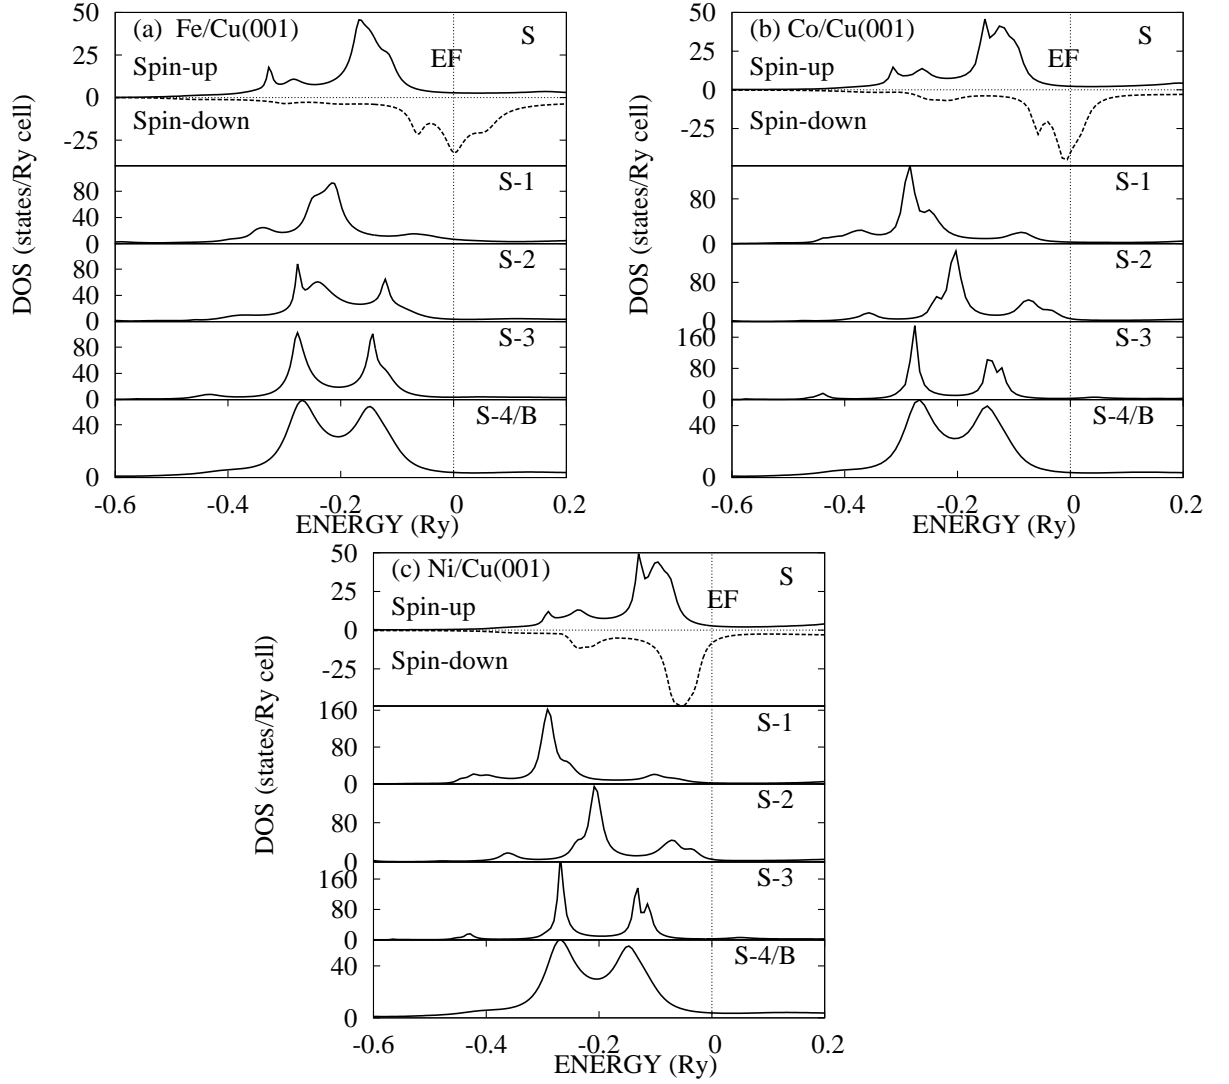 DOS (states/Ry cell)
50
25
0
-25
(a) Fe/Cu(001)
S
EF
Spin-up
Spin-down
80
40
0
S-1
80
40
0
S-2
80
40
0
S-3
40
0
S-4/B
-0.6
-0.4
-0.2
0
0.2
ENERGY (Ry)
DOS (states/Ry cell)
50
25
0
-25
(b) Co/Cu(001)
S
EF
Spin-up
Spin-down
80
0
S-1
80
0
S-2
160
80
0
S-3
40
0
S-4/B
-0.6
-0.4
-0.2
0
0.2
ENERGY (Ry)
DOS (states/Ry cell)
50
25
0
-25
(c) Ni/Cu(001)
S
EF
Spin-up
Spin-down
160
80
0
S-1
80
0
S-2
160
80
0
S-3
40
0
S-4/B
-0.6
-0.4
-0.2
0
0.2
ENERGY (Ry)